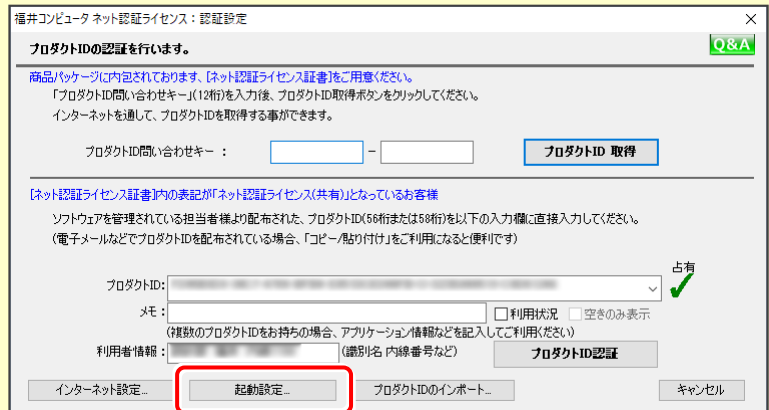 福井コンピュータ ネット認証ライセンス：認証設定
プロダクトIDの認証を行います。
Q&A
商品パッケージに内包されております、[ネット認証ライセンス証書]をご用意ください。
「プロダクトID問い合わせキー」(12桁)を入力後、プロダクトID取得ボタンをクリックしてください。
インターネットを通して、プロダクトIDを取得する事ができます。
プロダクトID問い合わせキー ： － プロダクトID 取得
[ネット認証ライセンス証書]内の表記が「ネット認証ライセンス(共有)」となっているお客様
ソフトウェアを管理されている担当者様より配布された、プロダクトID(56桁または58桁)を以下の入力欄に直接入力してください。
(電子メールなどでプロダクトIDを配布されている場合、「コピー/貼り付け」をご利用になると便利です)
占有
プロダクトID:
メモ： 利用状況 空きのみ表示
(複数のプロダクトIDをお持ちの場合、アプリケーション情報などを記入してご利用ください)
利用者情報： (識別名 内線番号など) プロダクトID認証
インターネット設定... 起動設定... プロダクトIDのインポート... キャンセル